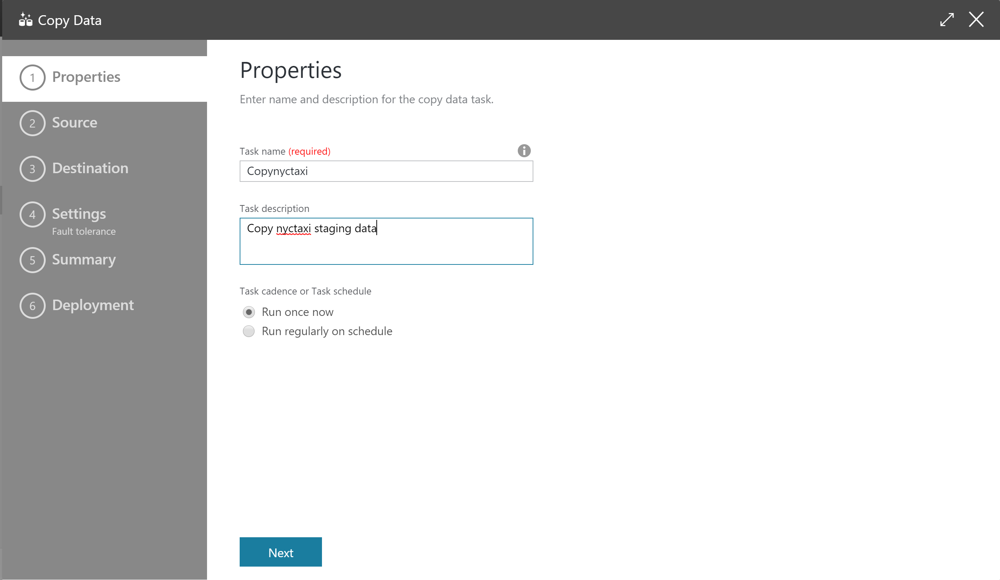 Copy Data
1 Properties
2 Source
3 Destination
4 Settings
Fault tolerance
5 Summary
6 Deployment
Properties
Enter name and description for the copy data task.
Task name (required)
Copynyctaxi
Task description
Copy nyctaxi staging data
Task cadence or Task schedule
Run once now
Run regularly on schedule
Next